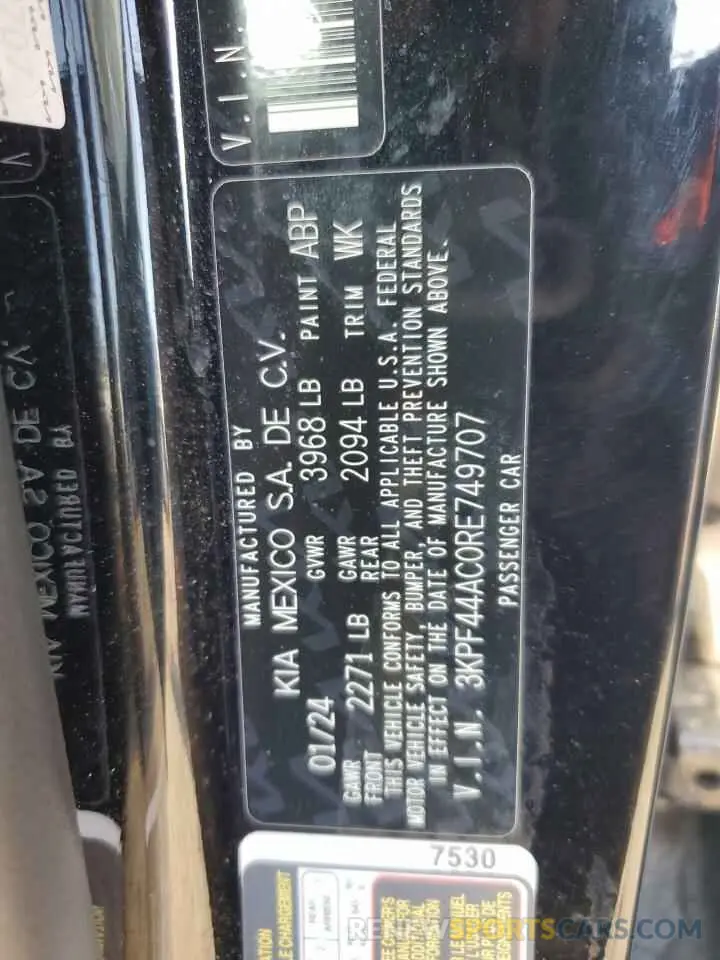 V.I.N.
MANUFACTURED BY
KIA MEXICO S.A. DE C.V.
01/24 GVWR 3968 LB PAINT ABP
GAWR FRONT 2271 LB GAWR REAR 2094 LB TRIM WK
THIS VEHICLE CONFORMS TO ALL APPLICABLE U.S.A. FEDERAL
MOTOR VEHICLE SAFETY, BUMPER, AND THEFT PREVENTION STANDARDS
IN EFFECT ON THE DATE OF MANUFACTURE SHOWN ABOVE.
V.I.N. 3KPF44AC0RE749707
PASSENGER CAR
7530
RENEWSPORTSCARS.COM